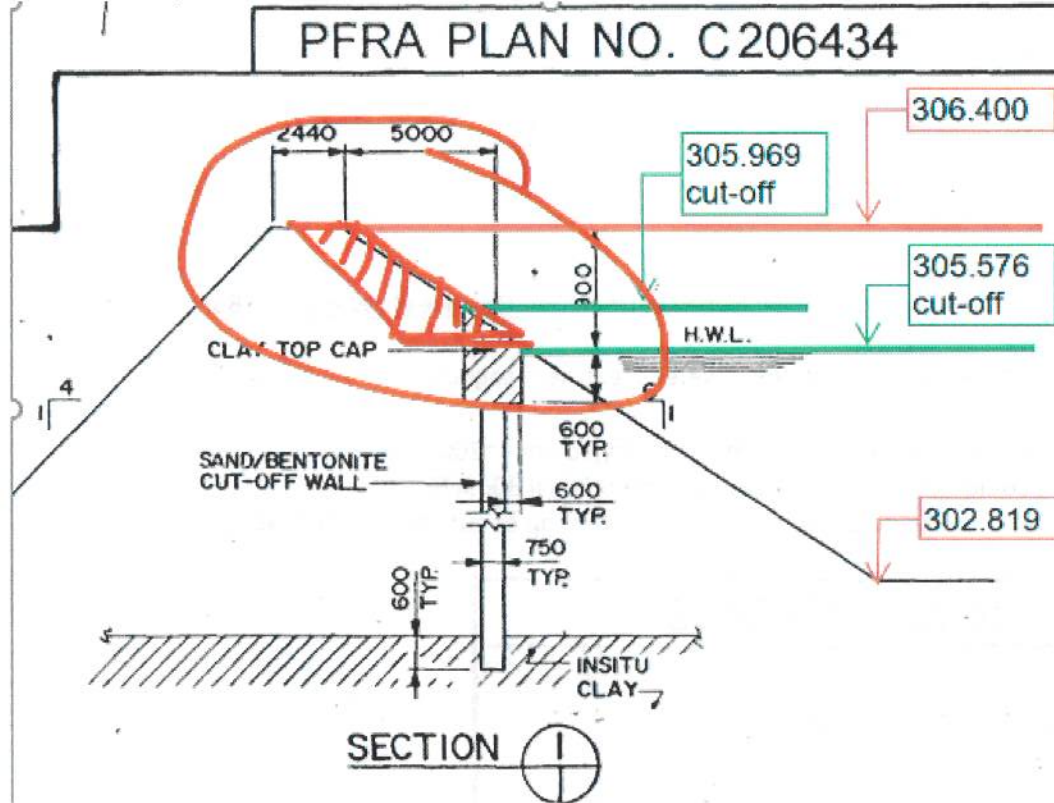 PFRA PLAN NO. C206434
306.400
2440 5000
305.969
cut-off
305.576
cut-off
H.W.L.
CLAY TOP CAP
4
1
1
600
TYP.
SAND/BENTONITE
CUT-OFF WALL
600
TYP.
302.819
750
TYP.
600
TYP.
INSITU
CLAY
SECTION 1